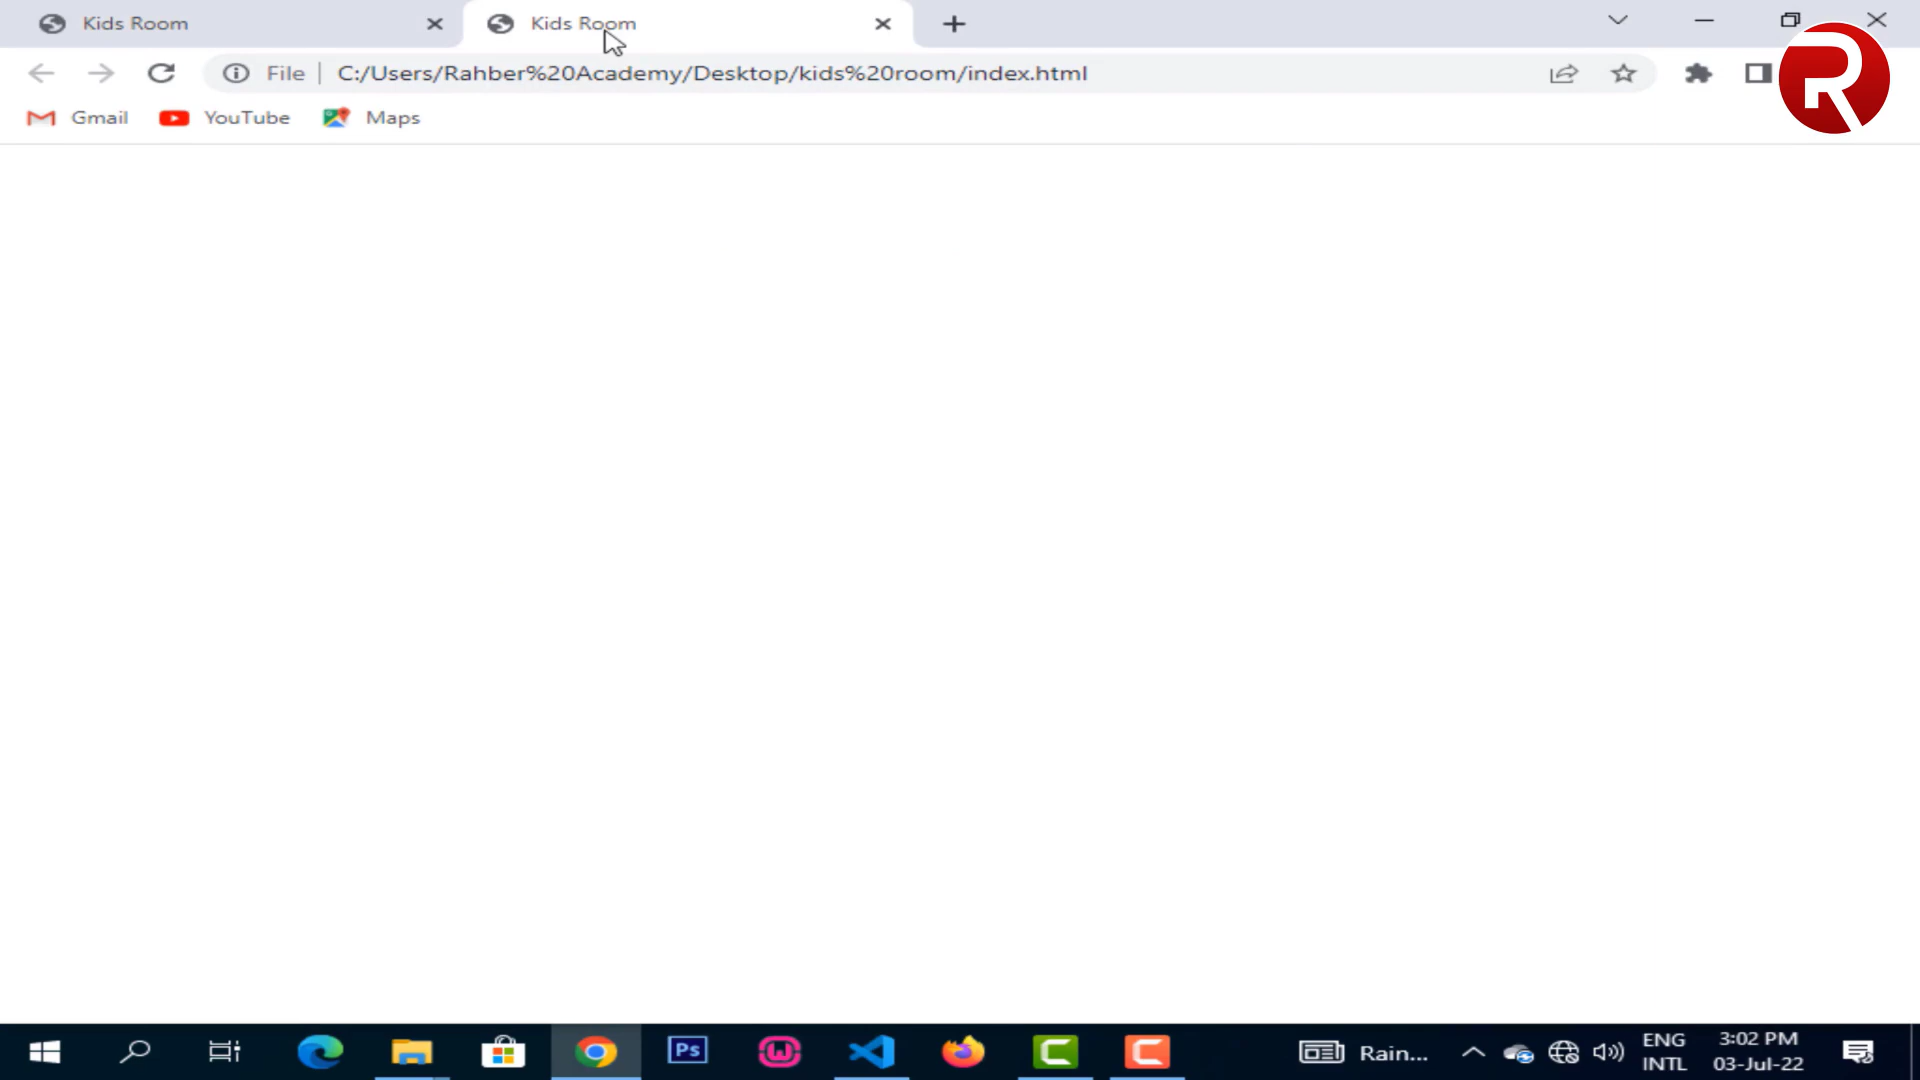 Kids Room
Kids Room
File
C:/Users/Rahber%20Academy/Desktop/kids%20room/index.html
Gmail
YouTube
Maps
R
Ps
Rain...
ENG
INTL
3:02 PM
03-Jul-22